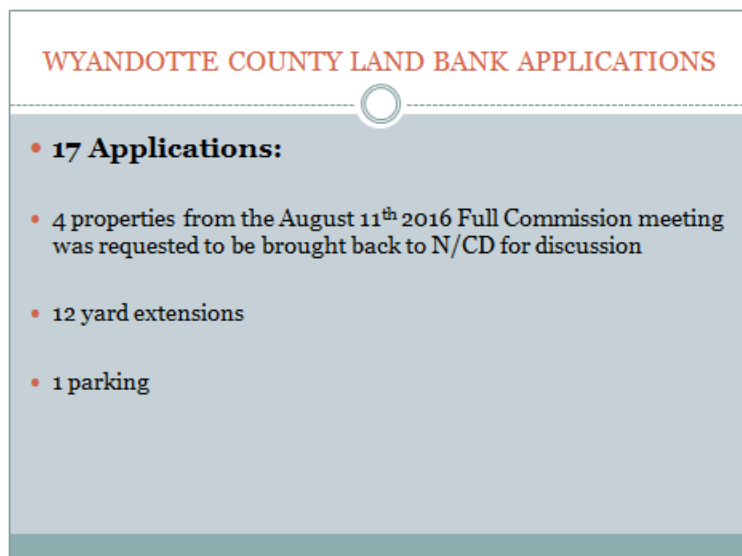 WYANDOTTE COUNTY LAND BANK APPLICATIONS
• 17 Applications:
• 4 properties from the August 11th 2016 Full Commission meeting
was requested to be brought back to N/CD for discussion
• 12 yard extensions
• 1 parking